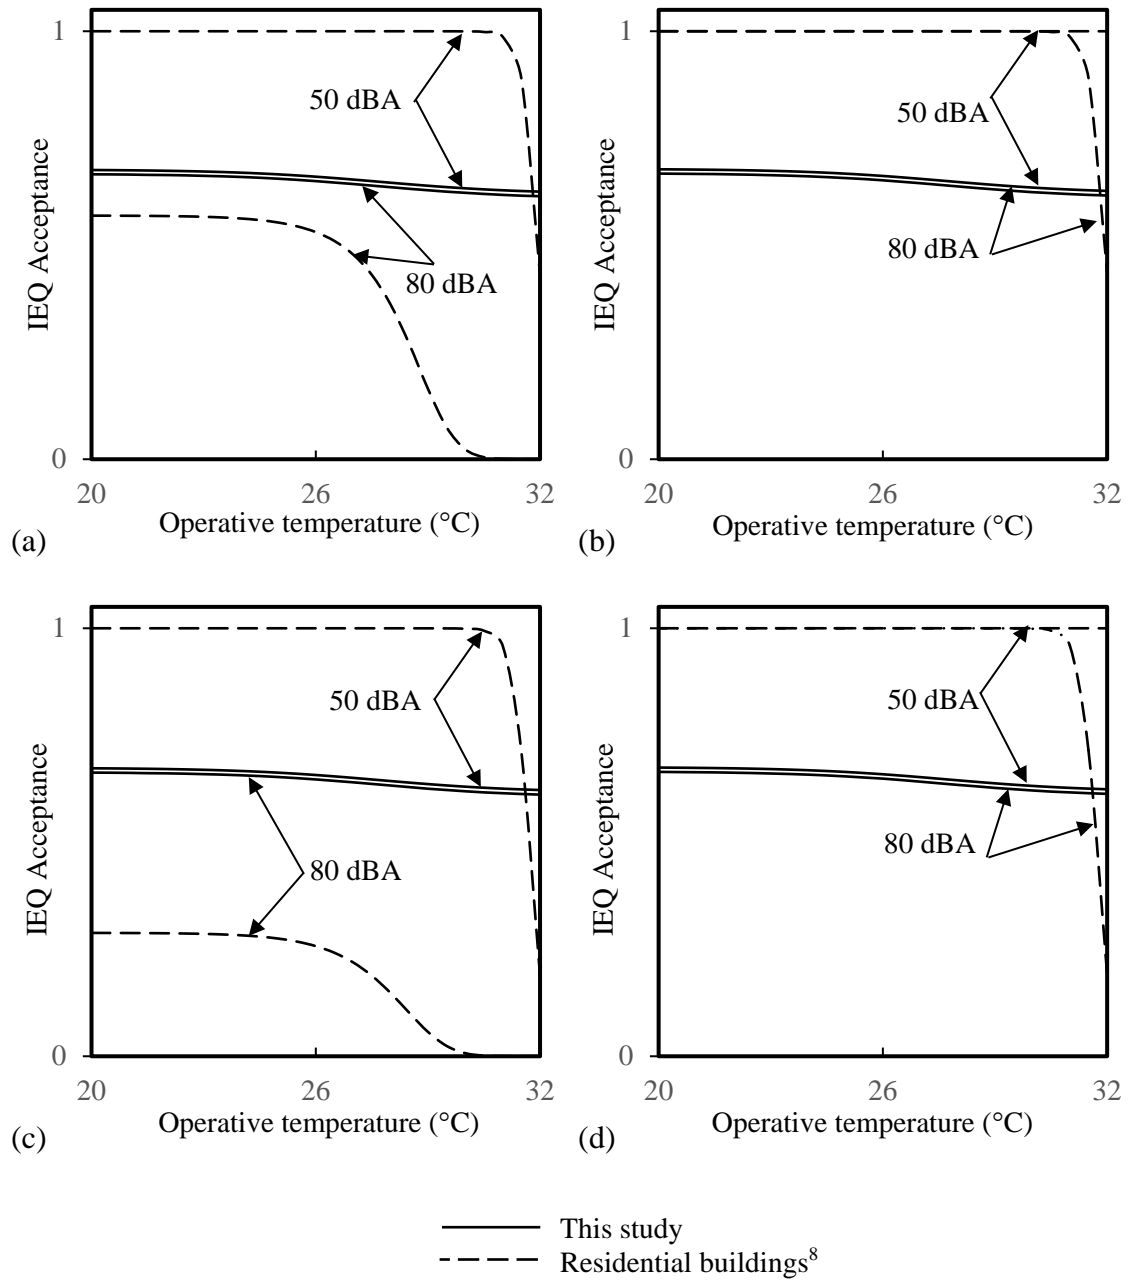 1
50 dBA
IEQ Acceptance
80 dBA
0
20 26 32
Operative temperature (°C)
(a)
1
50 dBA
IEQ Acceptance
80 dBA
0
20 26 32
Operative temperature (°C)
(b)
1
50 dBA
IEQ Acceptance
80 dBA
0
20 26 32
Operative temperature (°C)
(c)
1
50 dBA
IEQ Acceptance
80 dBA
0
20 26 32
Operative temperature (°C)
(d)
This study
Residential buildings⁸